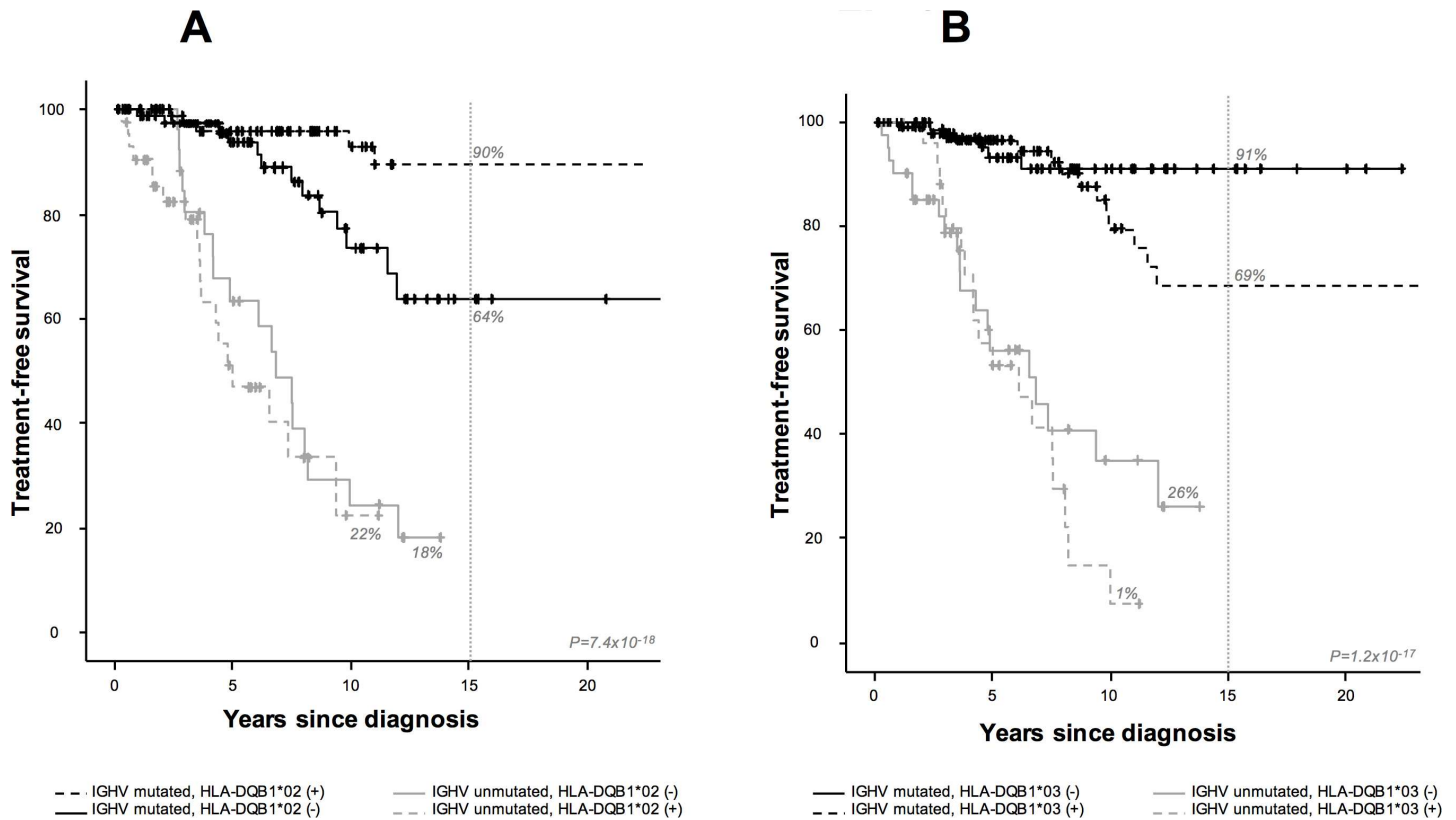 A
Treatment-free survival
100
80
60
40
20
0
90%
64%
22%
18%
P=7.4x10-18
0 5 10 15 20
Years since diagnosis
IGHV mutated, HLA-DQB1*02 (+)
IGHV mutated, HLA-DQB1*02 (-)
IGHV unmutated, HLA-DQB1*02 (-)
IGHV unmutated, HLA-DQB1*02 (+)
B
Treatment-free survival
100
80
60
40
20
0
91%
69%
26%
1%
P=1.2x10-17
0 5 10 15 20
Years since diagnosis
IGHV mutated, HLA-DQB1*03 (-)
IGHV mutated, HLA-DQB1*03 (+)
IGHV unmutated, HLA-DQB1*03 (-)
IGHV unmutated, HLA-DQB1*03 (+)